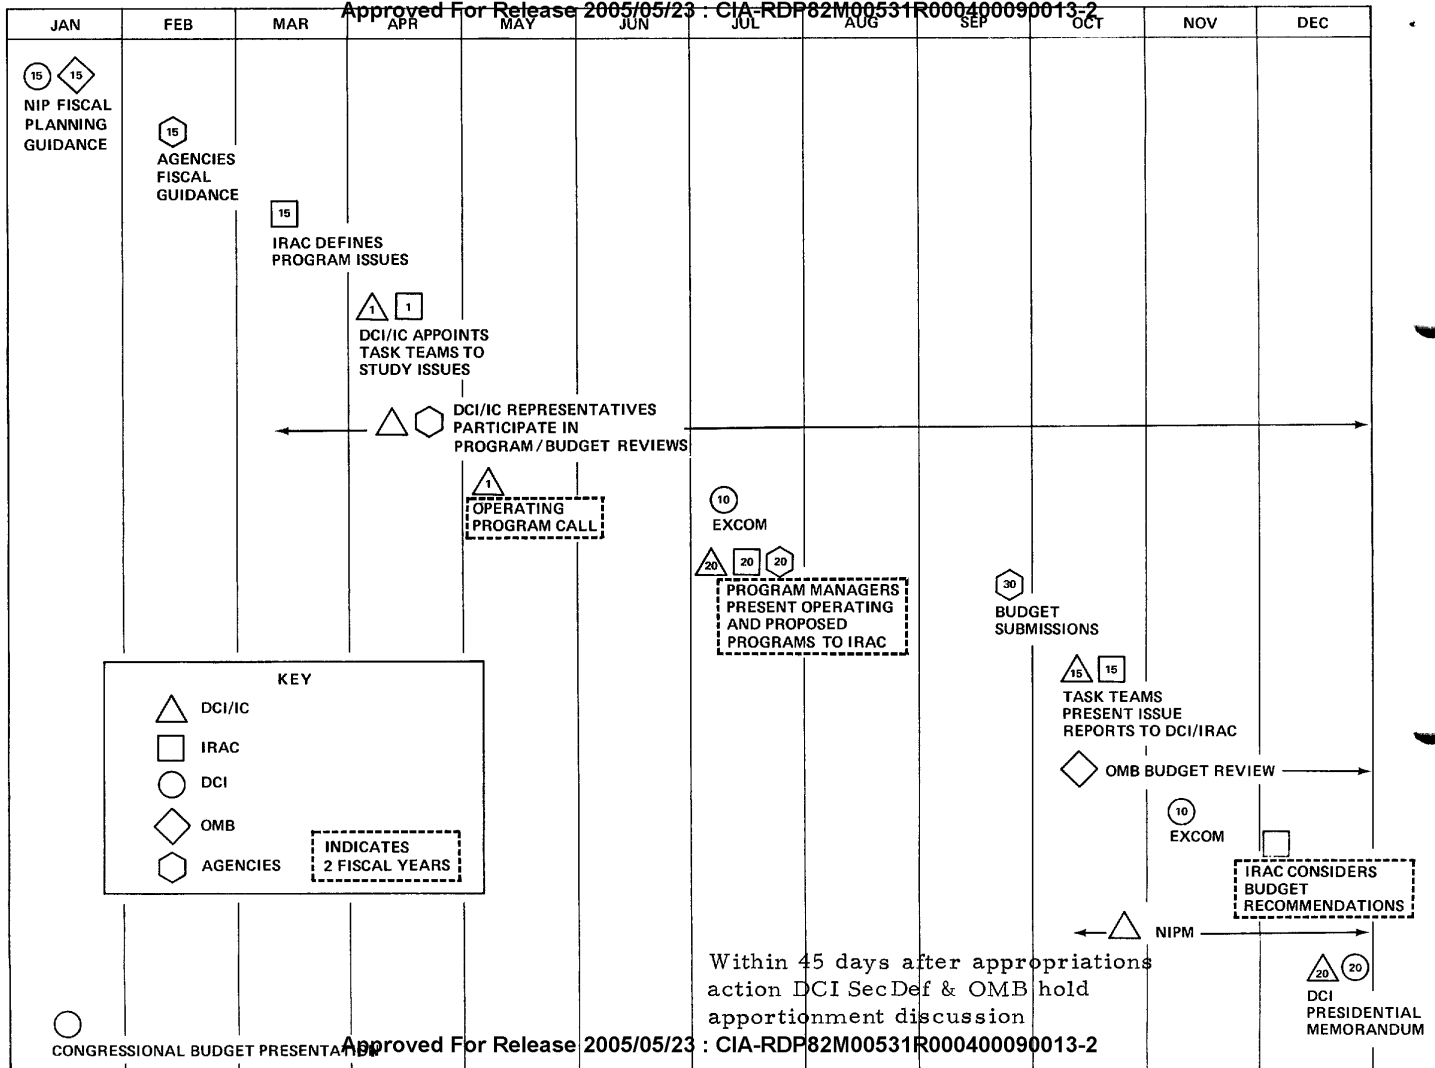 Approved For Release 2005/05/23 : CIA-RDP82M00531R000400090013-2
JAN FEB MAR APR MAY JUN JUL AUG SEP OCT NOV DEC
15 15
NIP FISCAL
PLANNING
GUIDANCE
15
AGENCIES
FISCAL
GUIDANCE
15
IRAC DEFINES
PROGRAM ISSUES
1 1
DCI/IC APPOINTS
TASK TEAMS TO
STUDY ISSUES
DCI/IC REPRESENTATIVES
PARTICIPATE IN
PROGRAM/BUDGET REVIEWS
1
OPERATING
PROGRAM CALL
10
EXCOM
20 20 20
PROGRAM MANAGERS
PRESENT OPERATING
AND PROPOSED
PROGRAMS TO IRAC
30
BUDGET
SUBMISSIONS
15 15
TASK TEAMS
PRESENT ISSUE
REPORTS TO DCI/IRAC
OMB BUDGET REVIEW
10
EXCOM
IRAC CONSIDERS
BUDGET
RECOMMENDATIONS
NIPM
20 20
DCI
PRESIDENTIAL
MEMORANDUM
KEY
DCI/IC
IRAC
DCI
OMB
AGENCIES
INDICATES
2 FISCAL YEARS
Within 45 days after appropriations
action DCI SecDef & OMB hold
apportionment discussion
CONGRESSIONAL BUDGET PRESENTATION
Approved For Release 2005/05/23 : CIA-RDP82M00531R000400090013-2